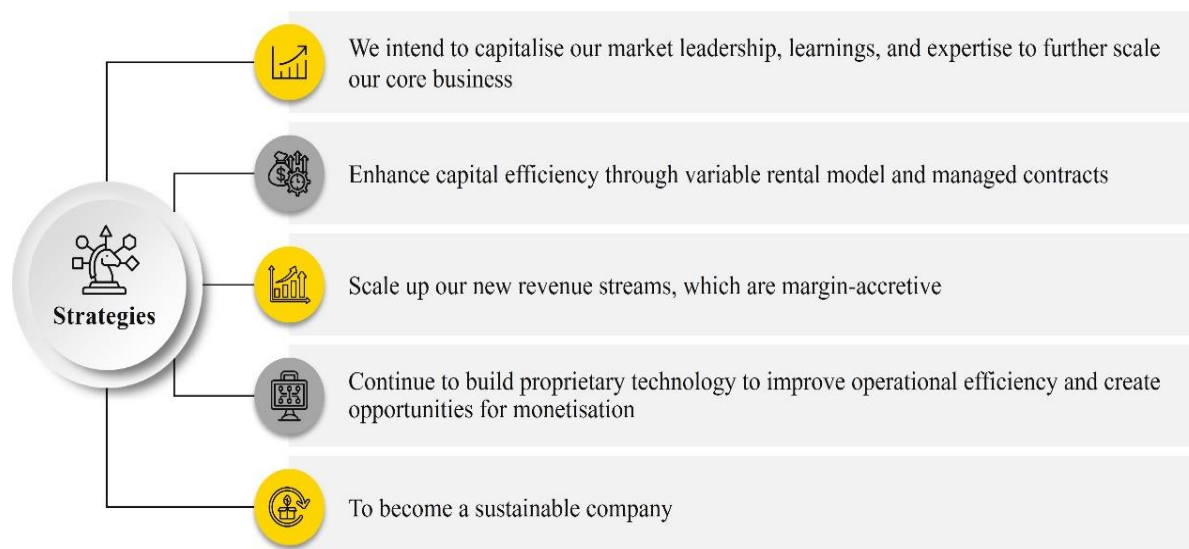 Strategies
We intend to capitalise our market leadership, learnings, and expertise to further scale
our core business
Enhance capital efficiency through variable rental model and managed contracts
Scale up our new revenue streams, which are margin-accretive
Continue to build proprietary technology to improve operational efficiency and create
opportunities for monetisation
To become a sustainable company